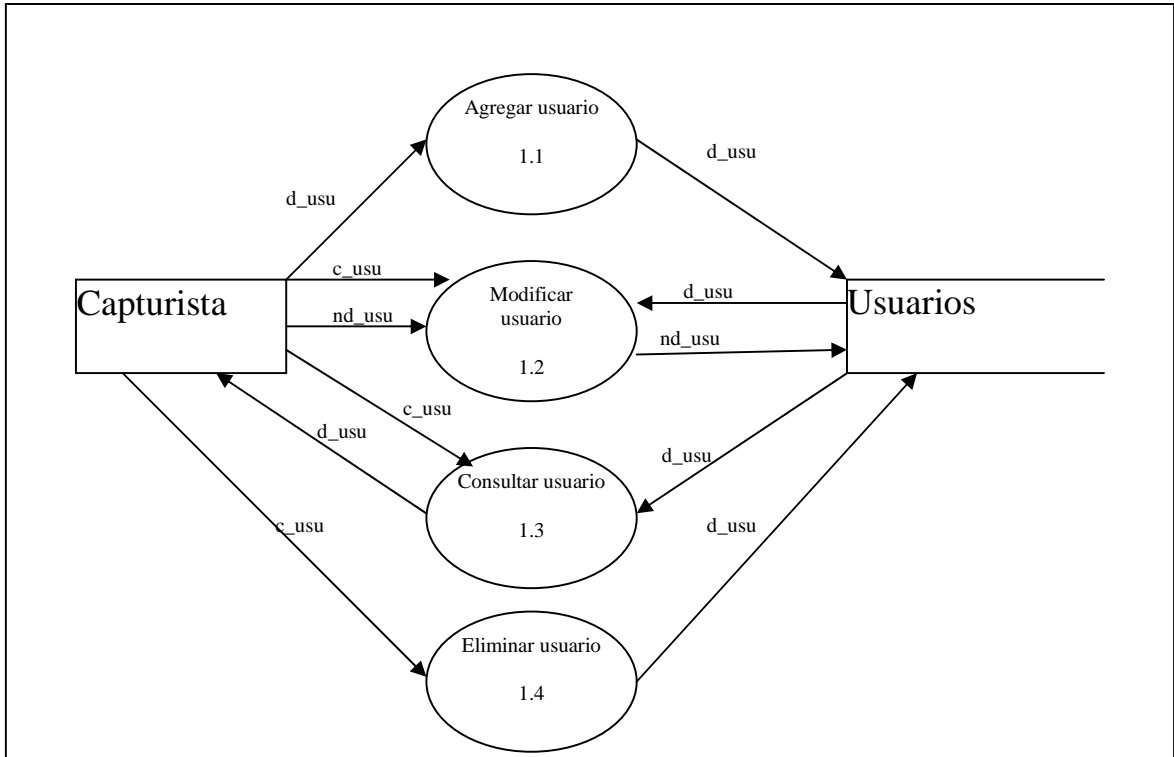 Agregar usuario
1.1
d_usu
d_usu
c_usu
Capturista
nd_usu
Modificar
usuario
1.2
d_usu
Usuarios
nd_usu
c_usu
d_usu
d_usu
Consultar usuario
1.3
c_usu
d_usu
Eliminar usuario
1.4